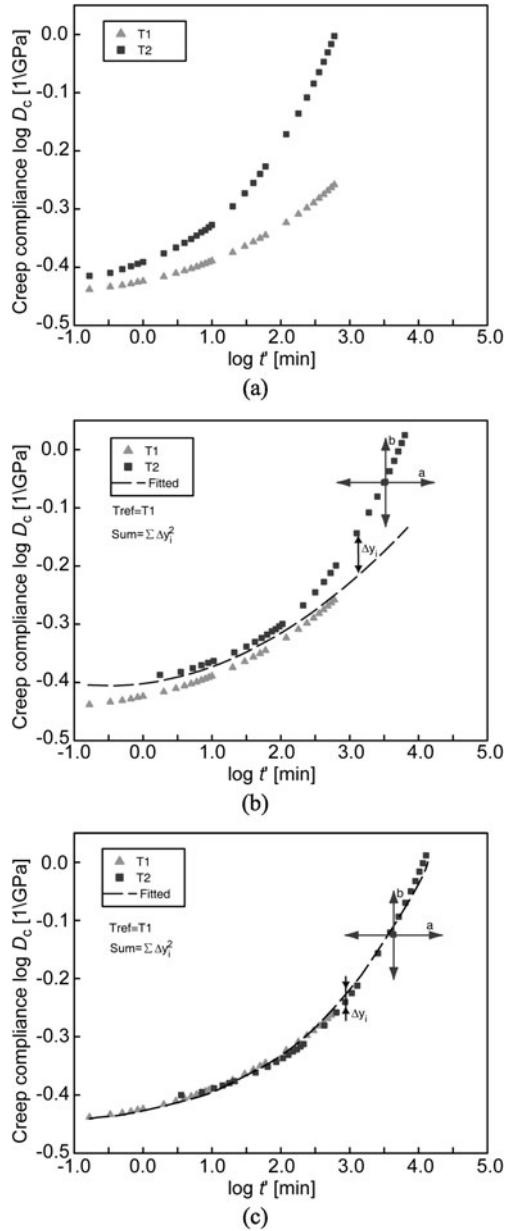 T1
T2
Creep compliance log Dc [1\GPa]
0.0
-0.1
-0.2
-0.3
-0.4
-0.5
-1.0 0.0 1.0 2.0 3.0 4.0 5.0
log t' [min]
(a)
T1
T2
Fitted
Tref=T1
Sum=ΣΔyi²
b
a
Δyi
Creep compliance log Dc [1\GPa]
0.0
-0.1
-0.2
-0.3
-0.4
-0.5
-1.0 0.0 1.0 2.0 3.0 4.0 5.0
log t' [min]
(b)
T1
T2
Fitted
Tref=T1
Sum=ΣΔyi²
b
a
Δyi
Creep compliance log Dc [1\GPa]
0.0
-0.1
-0.2
-0.3
-0.4
-0.5
-1.0 0.0 1.0 2.0 3.0 4.0 5.0
log t' [min]
(c)